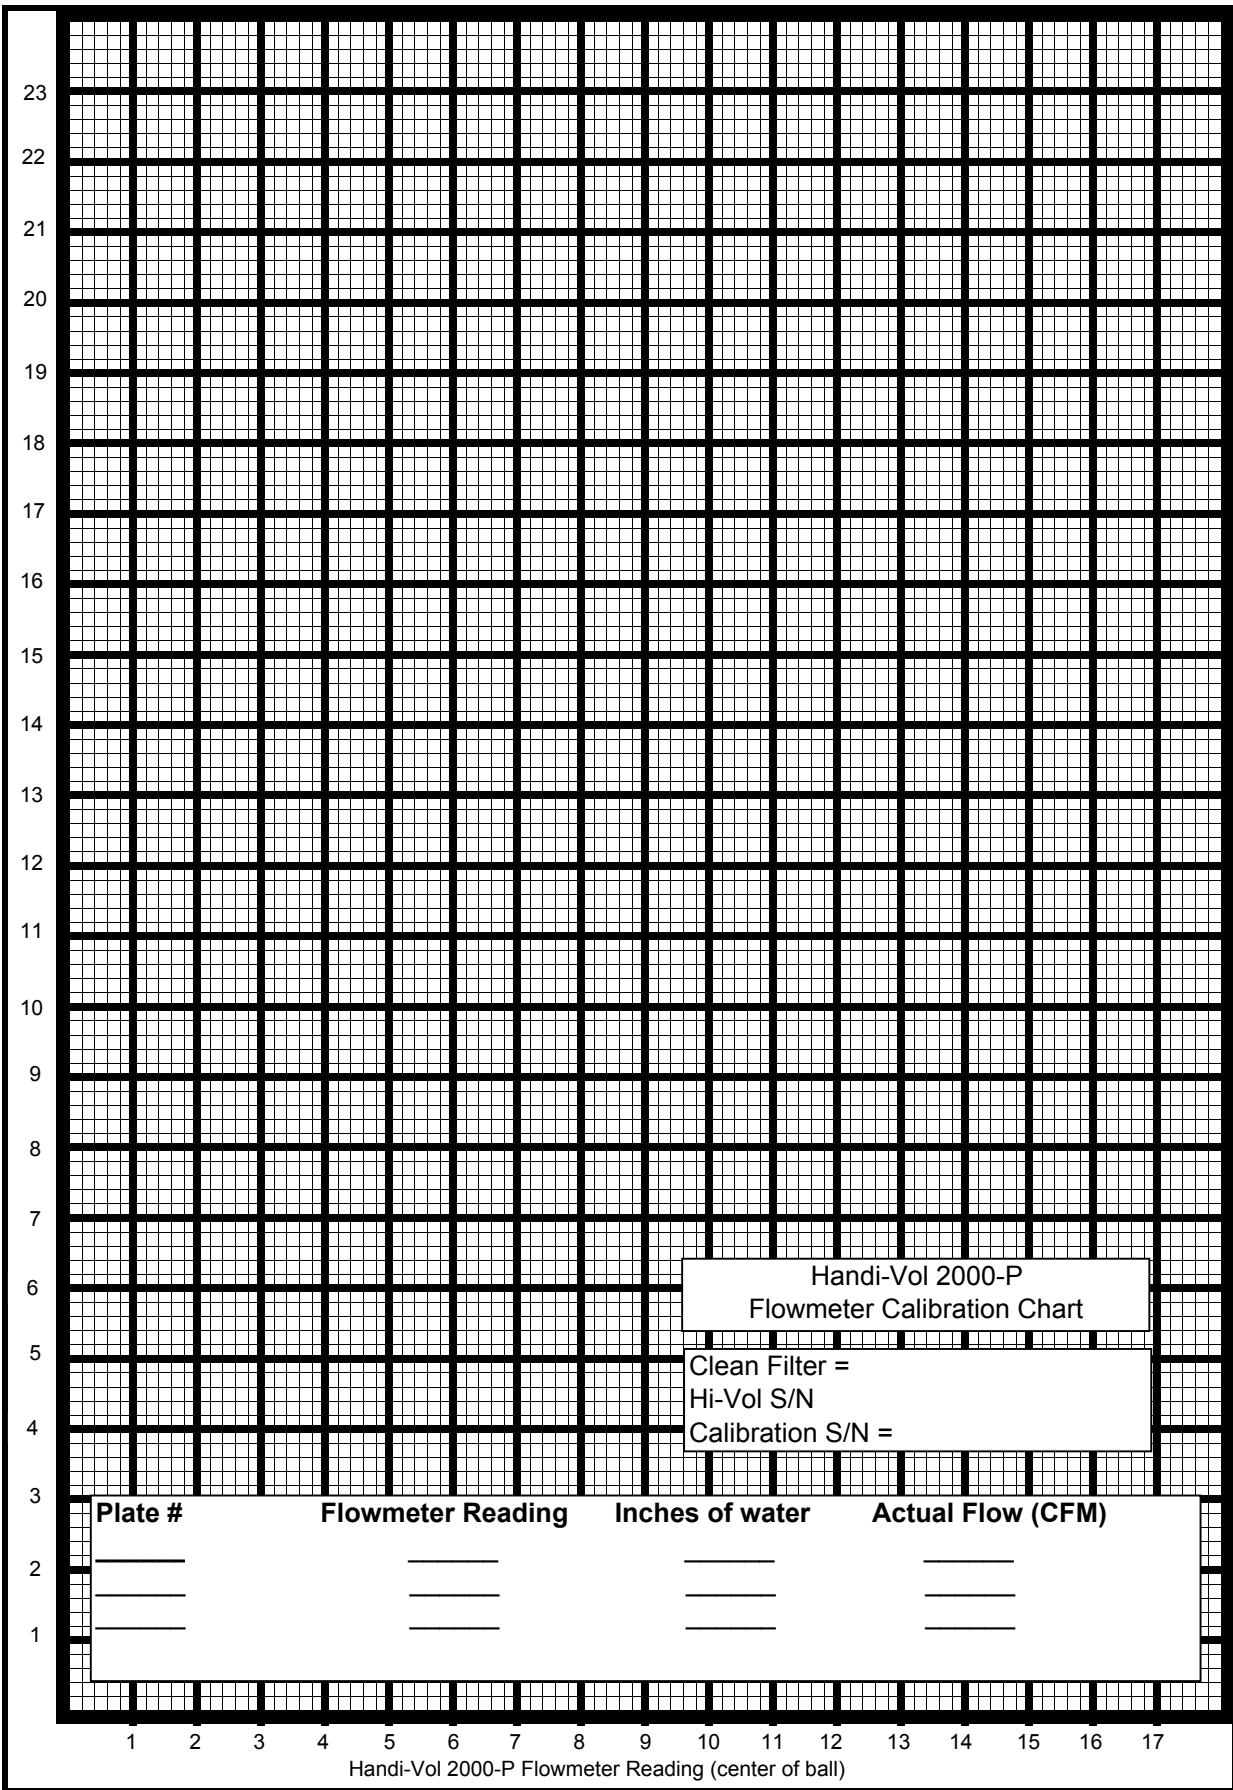 23
22
21
20
19
18
17
16
15
14
13
12
11
10
9
8
7
6
5
4
3
2
1
Handi-Vol 2000-P
Flowmeter Calibration Chart
Clean Filter =
Hi-Vol S/N
Calibration S/N =
Plate # Flowmeter Reading Inches of water Actual Flow (CFM)
1 2 3 4 5 6 7 8 9 10 11 12 13 14 15 16 17
Handi-Vol 2000-P Flowmeter Reading (center of ball)